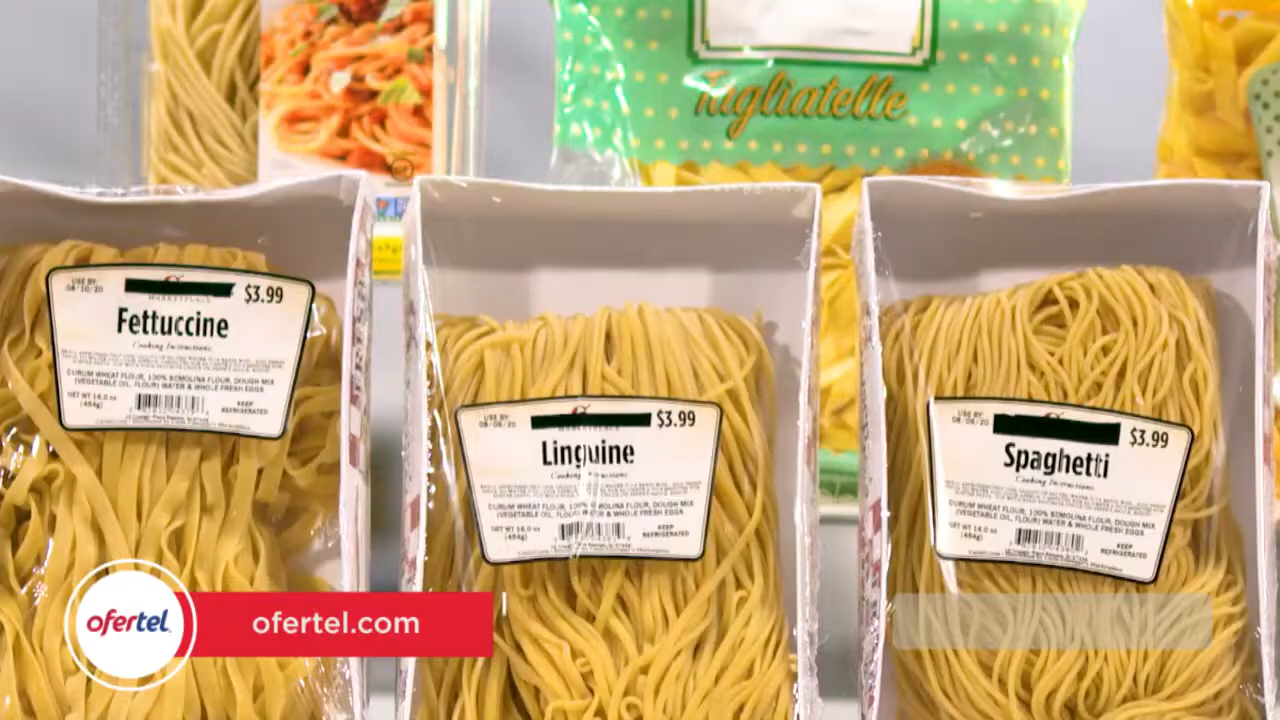 Tagliatelle
USE BY:
08/10/20
MARKETPLACE
$3.99
Fettuccine
Cooking Instructions
DURUM WHEAT FLOUR, 100% SEMOLINA FLOUR, DOUGH MIX
(VEGETABLE OIL, FLOUR) WATER & WHOLE FRESH EGGS
NET WT 16.0 oz
(454g)
KEEP
REFRIGERATED
USE BY:
08/08/20
$3.99
Linguine
Cooking Instructions
DURUM WHEAT FLOUR, 100% SEMOLINA FLOUR, DOUGH MIX
(VEGETABLE OIL, FLOUR) WATER & WHOLE FRESH EGGS
NET WT 16.0 oz
(454g)
KEEP
REFRIGERATED
USE BY:
08/08/20
$3.99
Spaghetti
Cooking Instructions
DURUM WHEAT FLOUR, 100% SEMOLINA FLOUR, DOUGH MIX
(VEGETABLE OIL, FLOUR) WATER & WHOLE FRESH EGGS
NET WT 16.0 oz
(454g)
KEEP
REFRIGERATED
ofertel
ofertel.com